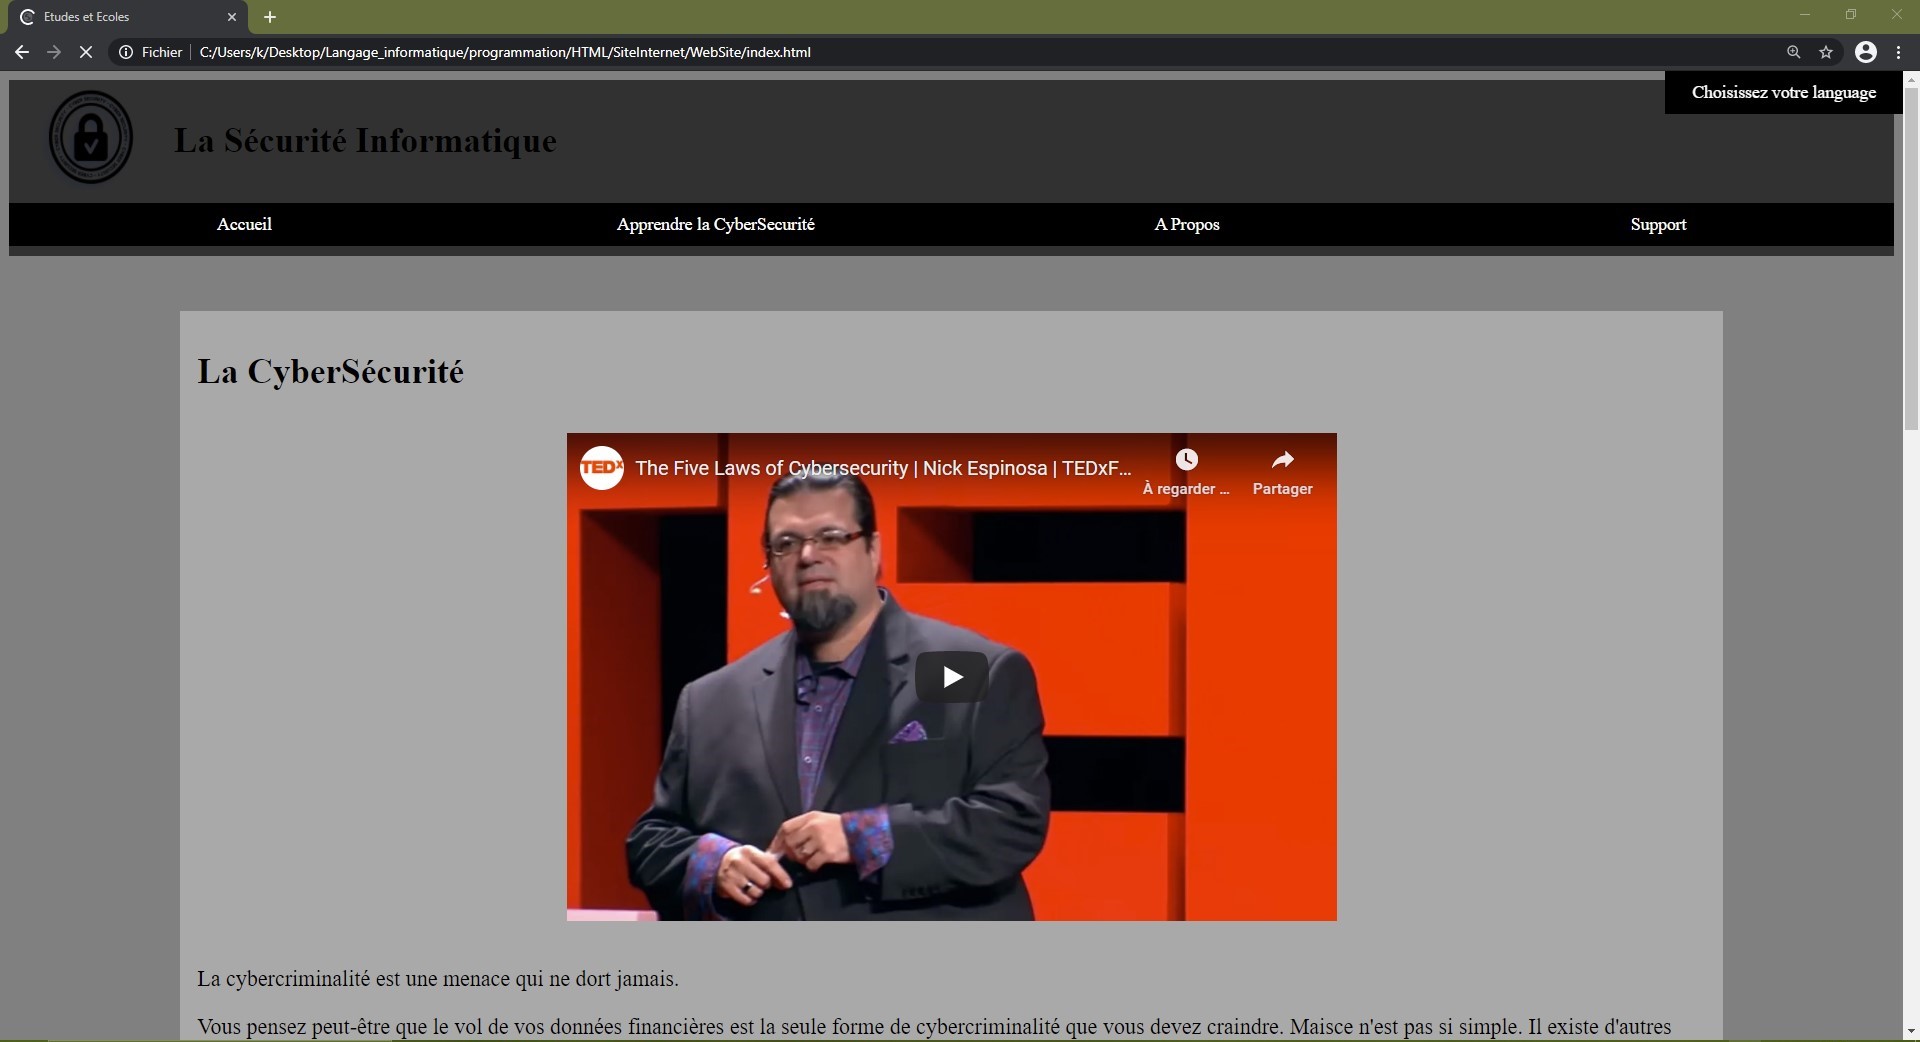 Etudes et Ecoles
Fichier
C:/Users/k/Desktop/Langage_informatique/programmation/HTML/SiteInternet/WebSite/index.html
Choisissez votre language
La Sécurité Informatique
Accueil
Apprendre la CyberSecurité
A Propos
Support
La CyberSécurité
TEDx
The Five Laws of Cybersecurity | Nick Espinosa | TEDxF...
À regarder ...
Partager
La cybercriminalité est une menace qui ne dort jamais.
Vous pensez peut-être que le vol de vos données financières est la seule forme de cybercriminalité que vous devez craindre. Maisce n'est pas si simple. Il existe d'autres